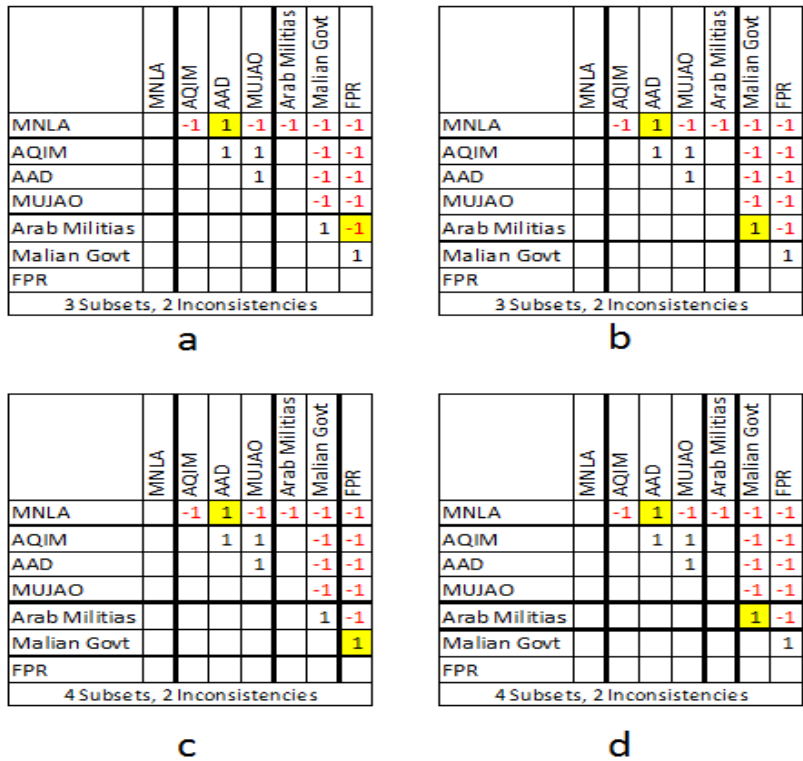 MNLA AQIM AAD MUJAO Arab Militias Malian Govt FPR
MNLA -1 1 -1 -1 -1 -1
AQIM 1 1 -1 -1
AAD 1 -1 -1
MUJAO -1 -1
Arab Militias 1 -1
Malian Govt 1
FPR
3 Subsets, 2 Inconsistencies
a
MNLA AQIM AAD MUJAO Arab Militias Malian Govt FPR
MNLA -1 1 -1 -1 -1 -1
AQIM 1 1 -1 -1
AAD 1 -1 -1
MUJAO -1 -1
Arab Militias 1 -1
Malian Govt 1
FPR
3 Subsets, 2 Inconsistencies
b
MNLA AQIM AAD MUJAO Arab Militias Malian Govt FPR
MNLA -1 1 -1 -1 -1 -1
AQIM 1 1 -1 -1
AAD 1 -1 -1
MUJAO -1 -1
Arab Militias 1 -1
Malian Govt 1
FPR
4 Subsets, 2 Inconsistencies
c
MNLA AQIM AAD MUJAO Arab Militias Malian Govt FPR
MNLA -1 1 -1 -1 -1 -1
AQIM 1 1 -1 -1
AAD 1 -1 -1
MUJAO -1 -1
Arab Militias 1 -1
Malian Govt 1
FPR
4 Subsets, 2 Inconsistencies
d